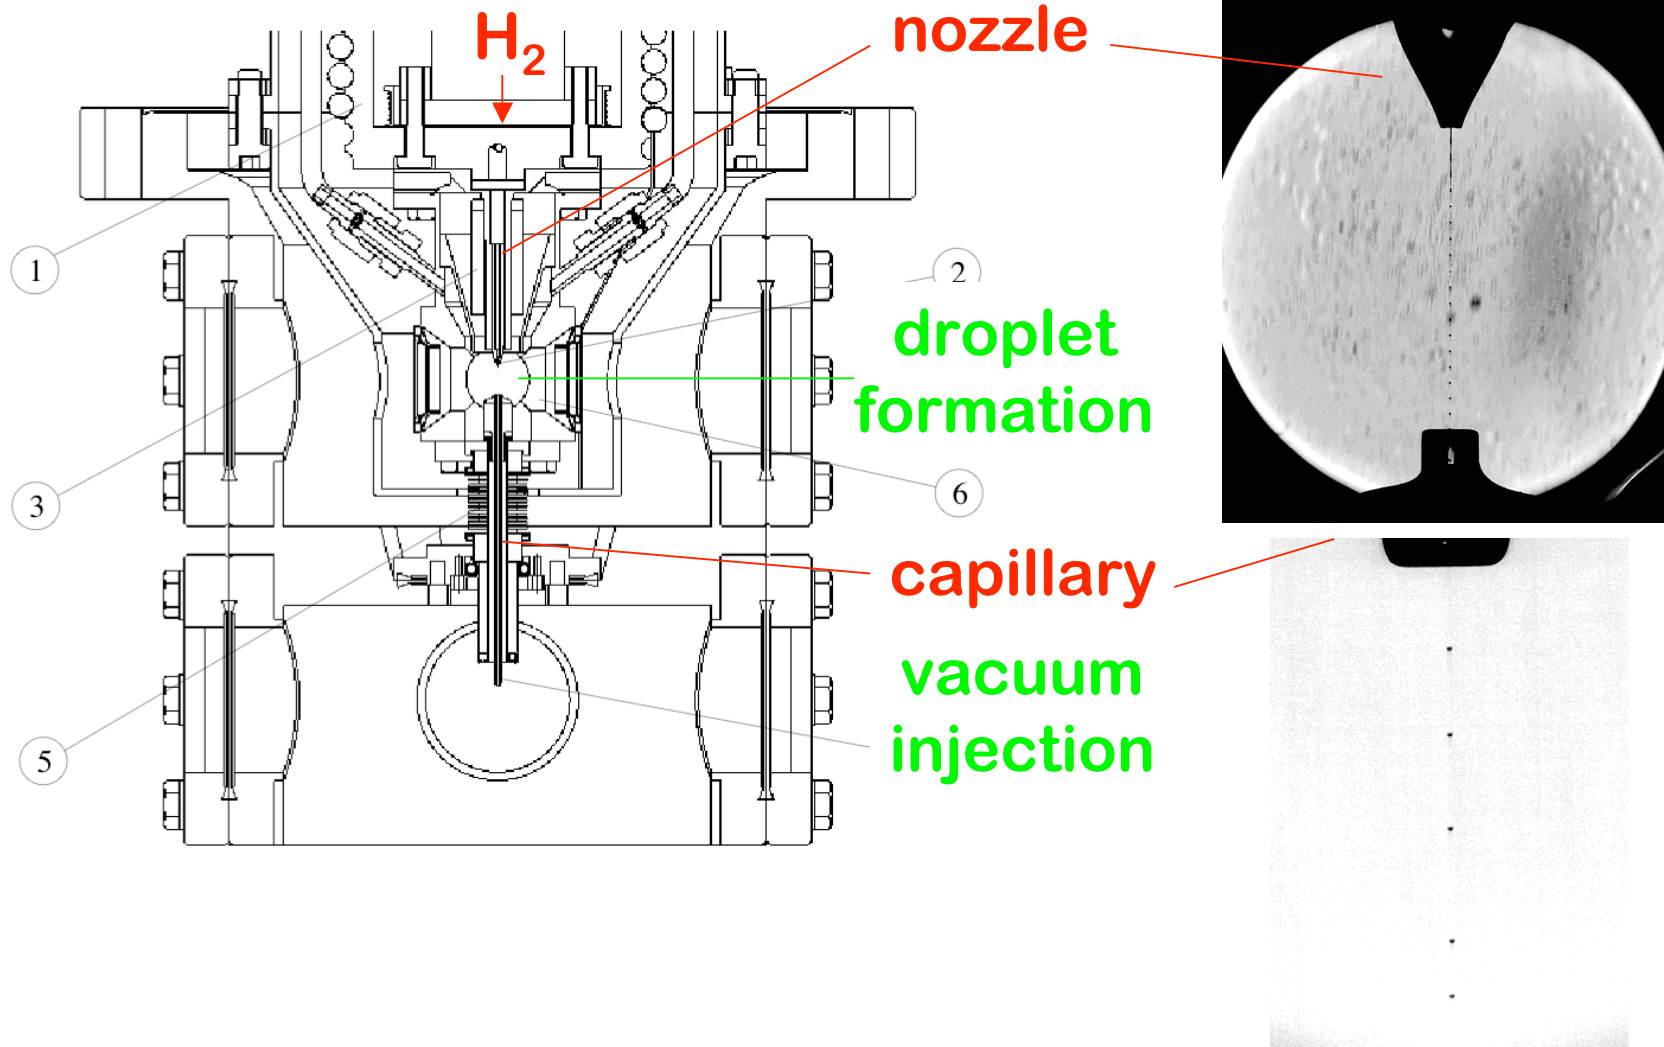 H2
nozzle
1
2
droplet
formation
3
6
capillary
vacuum
injection
5